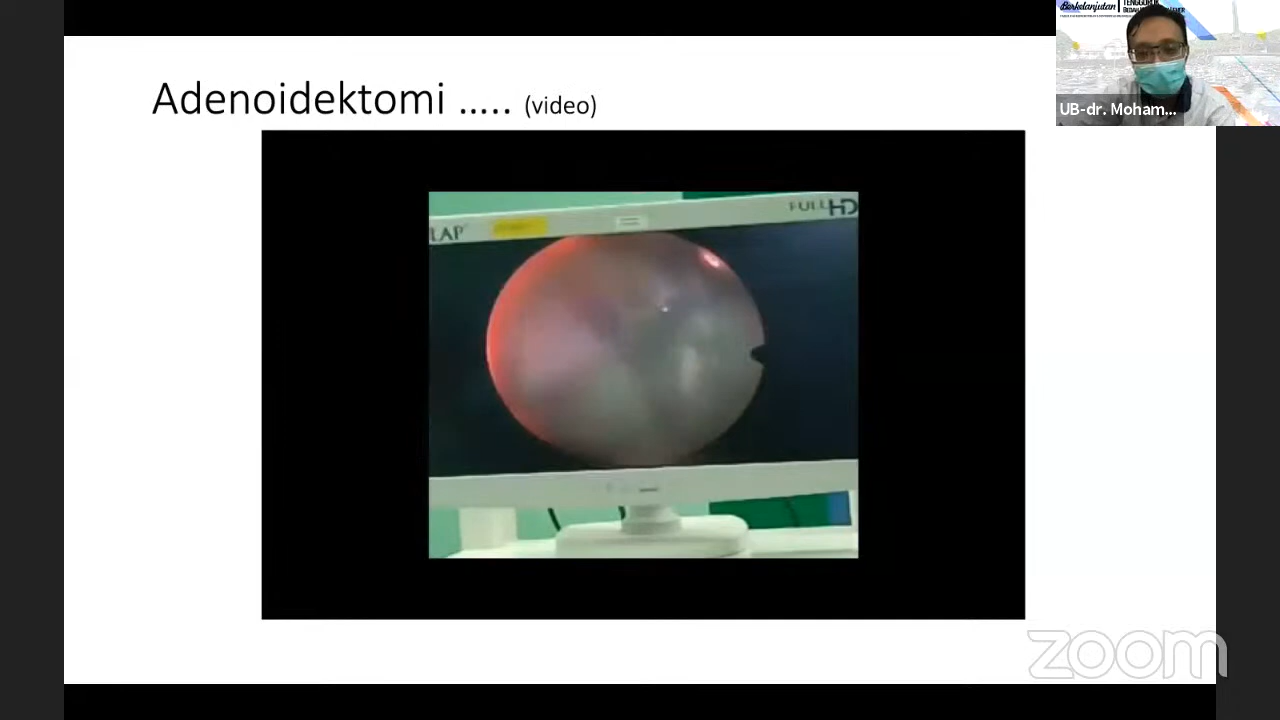 Berkelanjutan
Adenoidektomi ..... (video)
UB-dr. Moham...
LAP
FULL HD
zoom